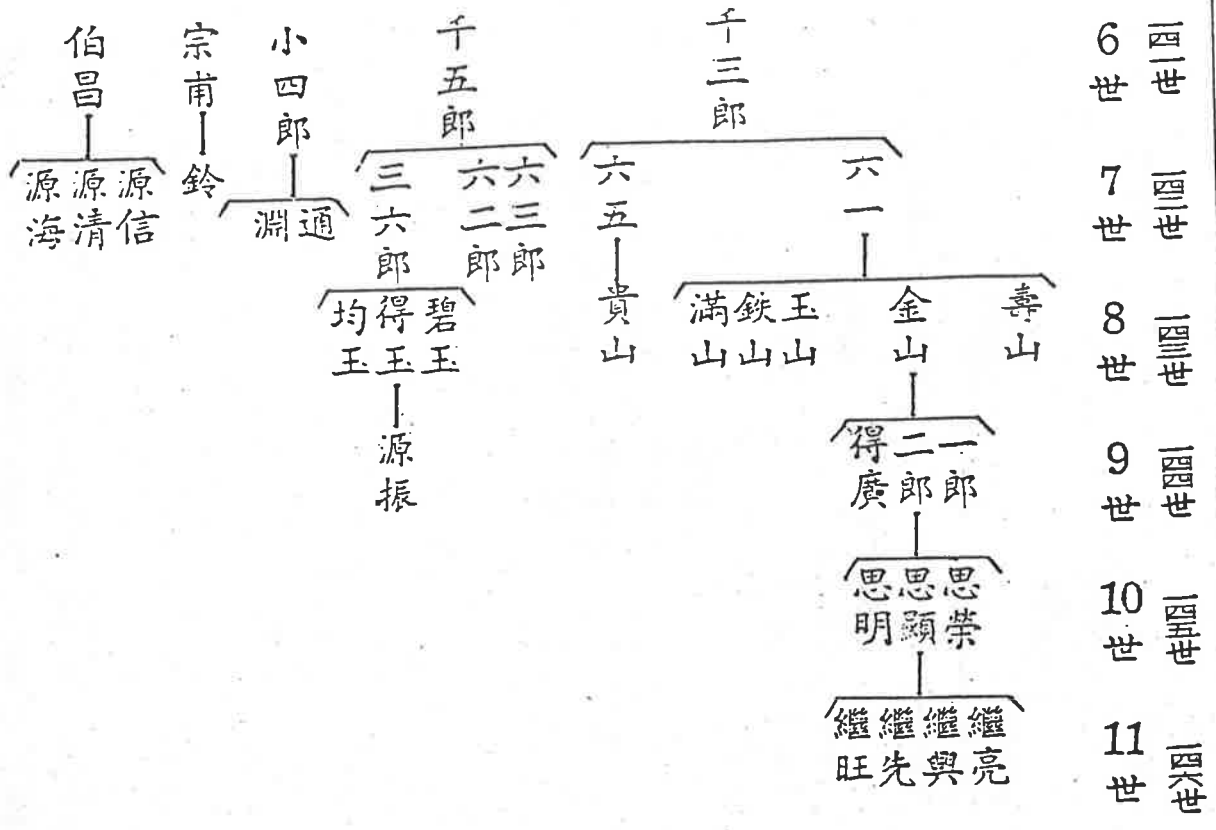 6世 一四一世
千三郎
千五郎
小四郎
宗甫
伯昌
7世 一四二世
六一
六五
六三郎
六二郎
三六郎
通
淵
鈴
源信
源清
源海
8世 一四三世
壽山
金山
玉山
鉄山
滿山
貴山
碧玉
得玉
均玉
9世 一四四世
一郎
二郎
得廣
源振
10世 一四五世
思榮
思顯
思明
11世 一四六世
繼亮
繼興
繼先
繼旺